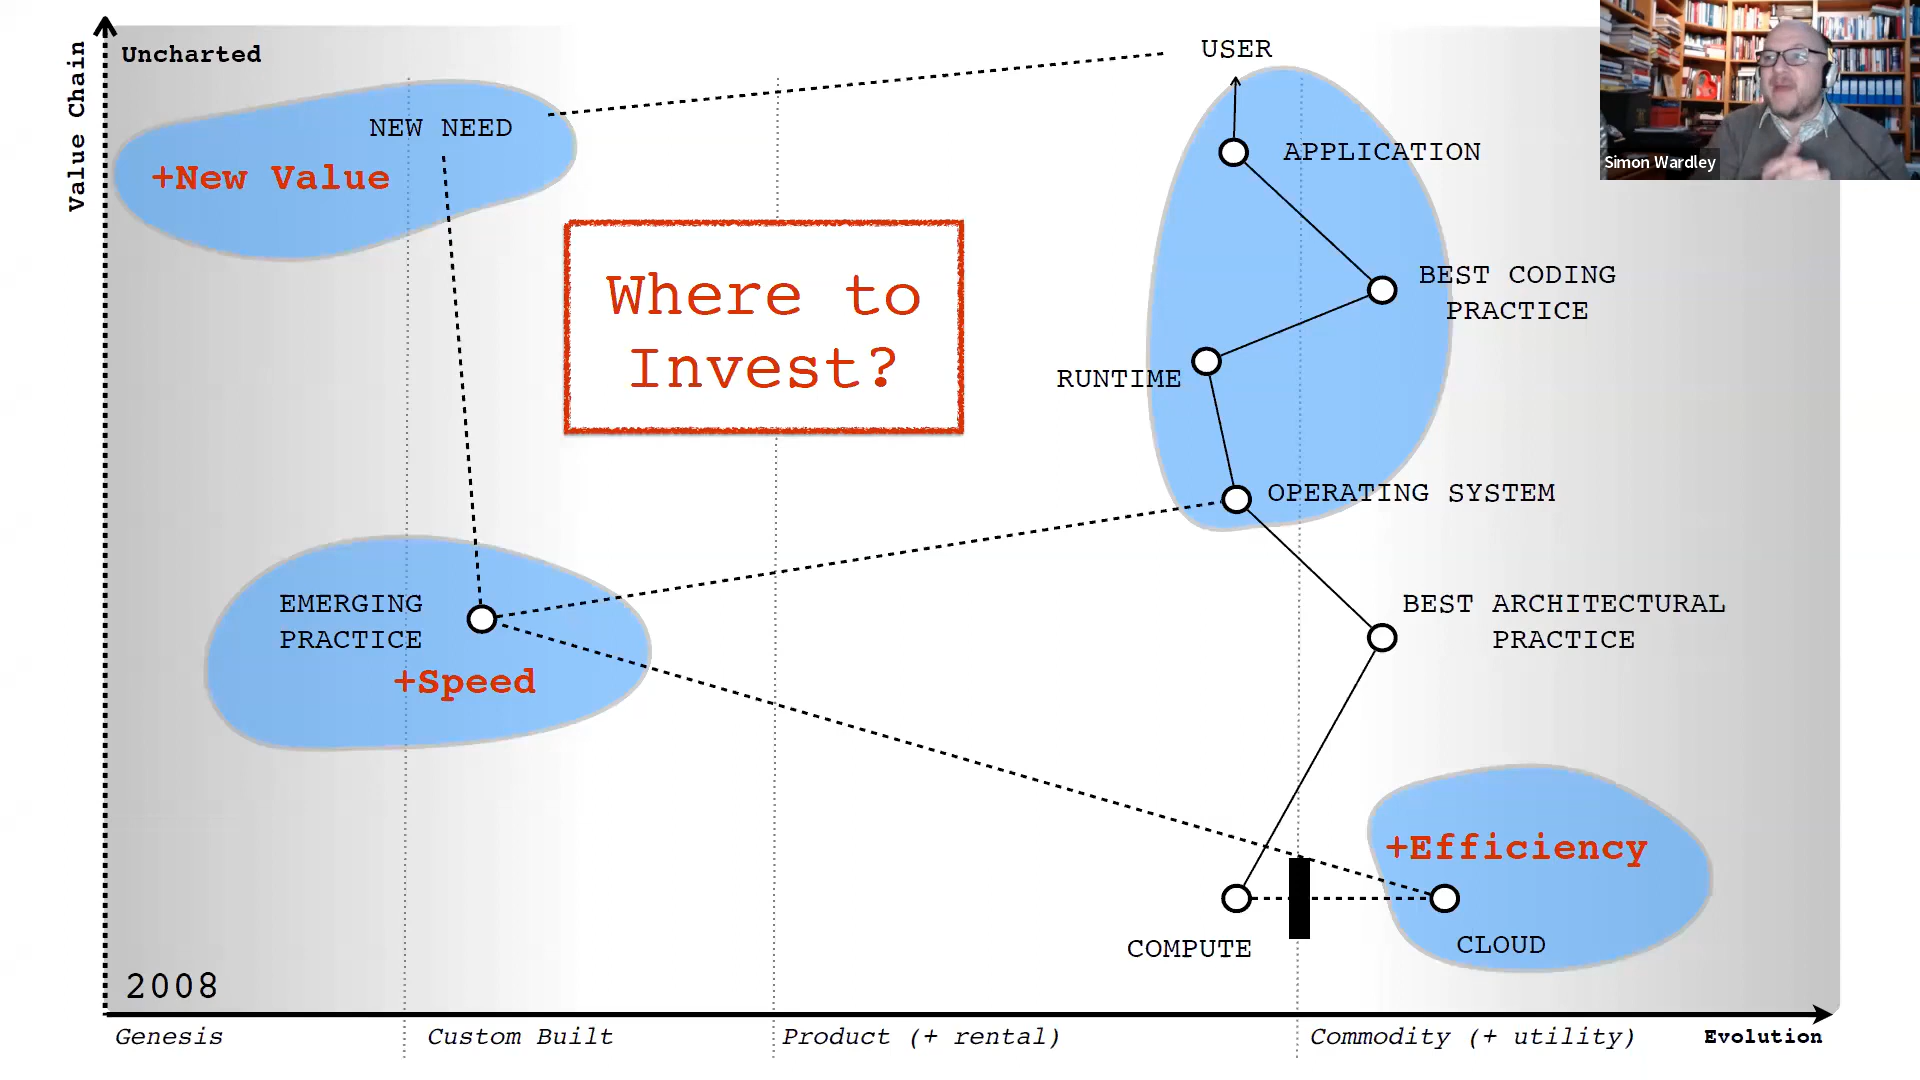 Value Chain
Uncharted
USER
NEW NEED
+New Value
APPLICATION
Simon Wardley
Where to
Invest?
BEST CODING
PRACTICE
RUNTIME
OPERATING SYSTEM
EMERGING
PRACTICE
+Speed
BEST ARCHITECTURAL
PRACTICE
+Efficiency
COMPUTE
CLOUD
2008
Genesis
Custom Built
Product (+ rental)
Commodity (+ utility)
Evolution